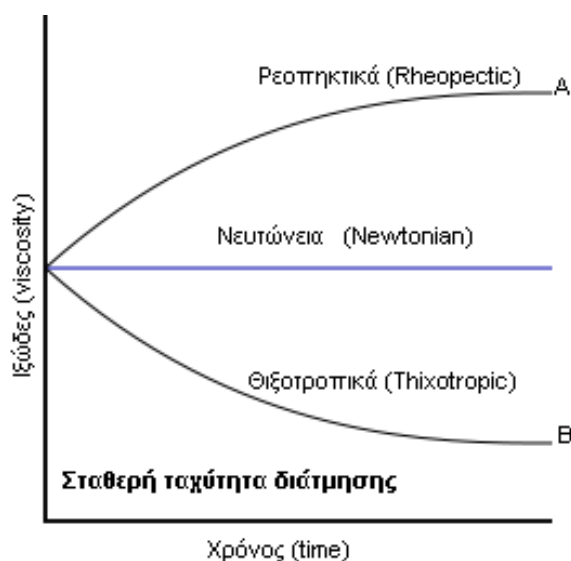 Ρεοπηκτικά (Rheopectic)
A
Νευτώνεια (Newtonian)
Ιξώδες (viscosity)
Θιξοτροπικά (Thixotropic)
B
Σταθερή ταχύτητα διάτμησης
Χρόνος (time)